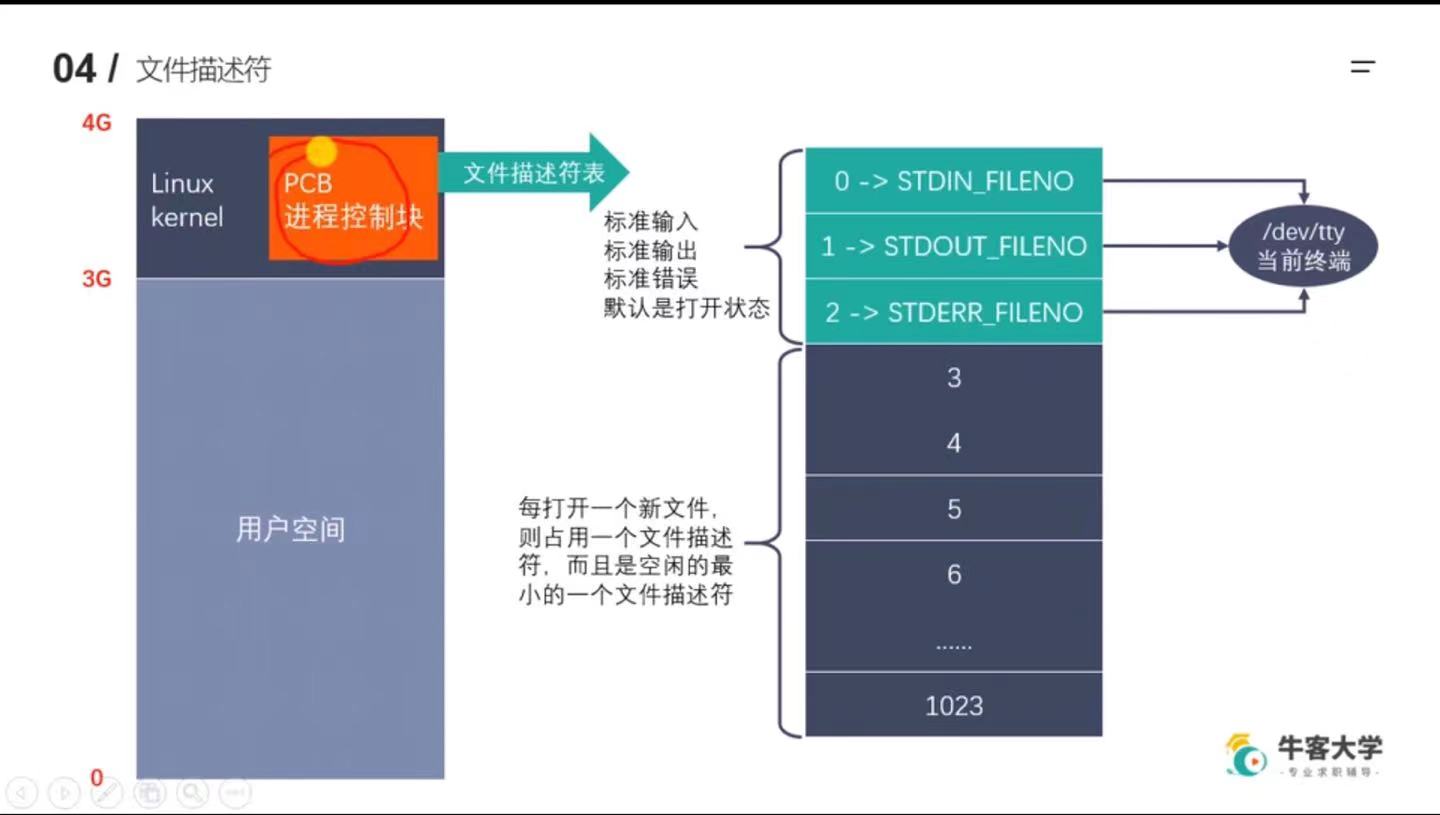 04 / 文件描述符
4G
Linux
kernel
PCB
进程控制块
文件描述符表
3G
用户空间
0
标准输入
标准输出
标准错误
默认是打开状态
0 -> STDIN_FILENO
1 -> STDOUT_FILENO
2 -> STDERR_FILENO
/dev/tty
当前终端
每打开一个新文件，
则占用一个文件描述
符，而且是空闲的最
小的一个文件描述符
3
4
5
6
......
1023
牛客大学
·专业求职辅导·